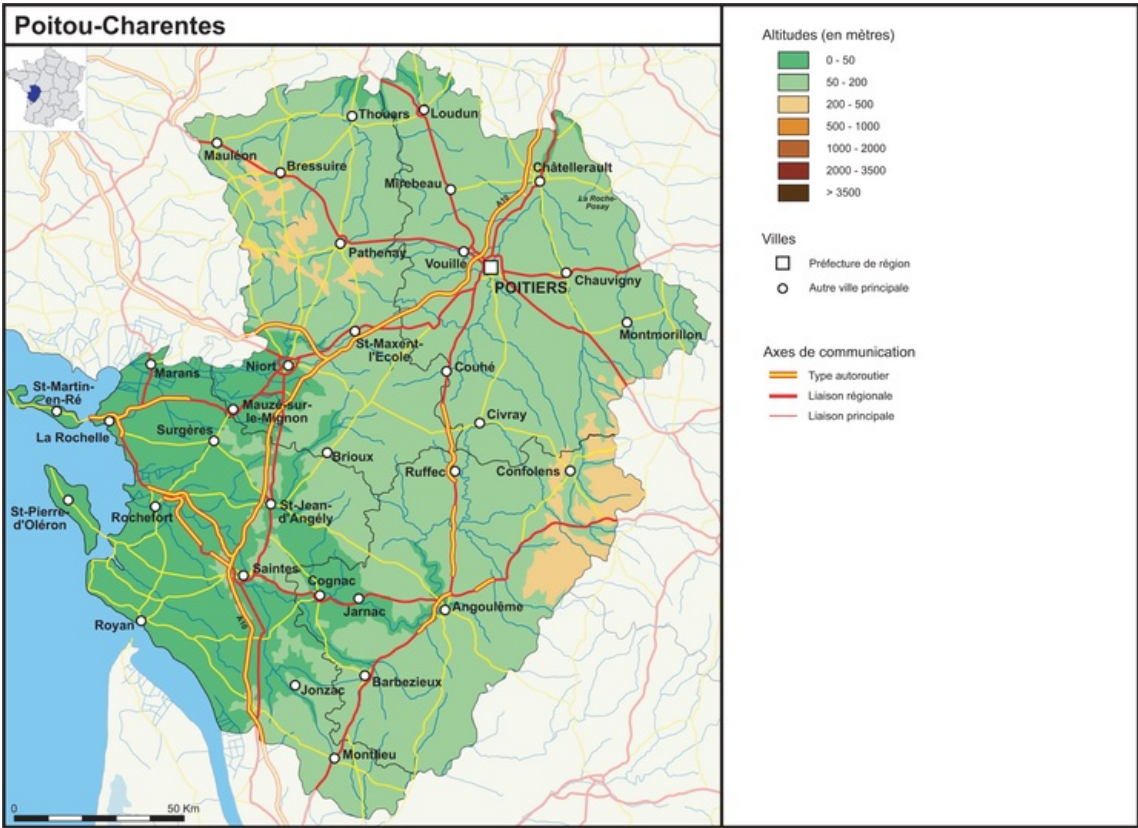 Poitou-Charentes
Thouars
Loudun
Mauléon
Bressuire
Châtellerault
Mirebeau
A10
La Roche-
Posay
Pathenay
Vouillé
POITIERS
Chauvigny
Montmorillon
St-Maxent-
l'Ecole
Niort
Marans
Couhé
St-Martin-
en-Ré
Mauzé-sur-
le-Mignon
Civray
La Rochelle
Surgères
Brioux
Ruffec
Confolens
St-Pierre-
d'Oléron
Rochefort
St-Jean-
d'Angély
Saintes
Cognac
Jarnac
Angoulême
Royan
A10
Jonzac
Barbezieux
Montlieu
0
50 Km
Altitudes (en mètres)
0 - 50
50 - 200
200 - 500
500 - 1000
1000 - 2000
2000 - 3500
> 3500
Villes
Préfecture de région
Autre ville principale
Axes de communication
Type autoroutier
Liaison régionale
Liaison principale